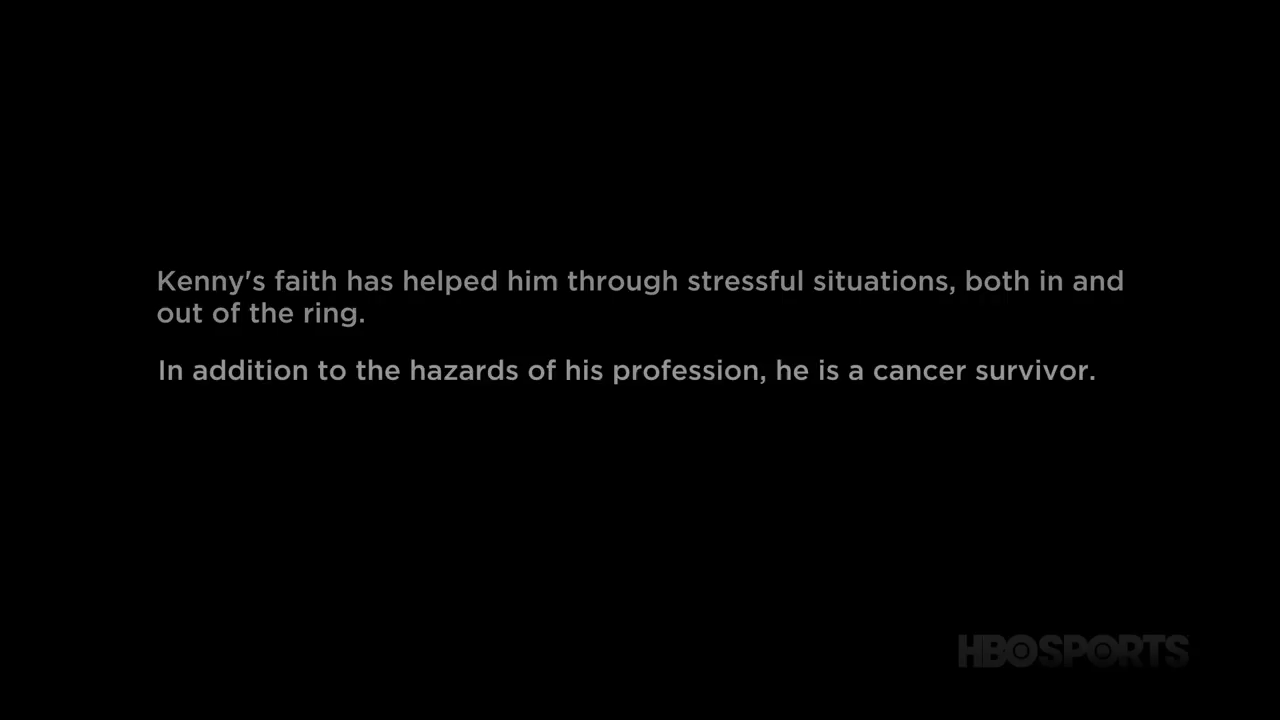 Kenny's faith has helped him through stressful situations, both in and
out of the ring.
In addition to the hazards of his profession, he is a cancer survivor.
HBOSPORTS